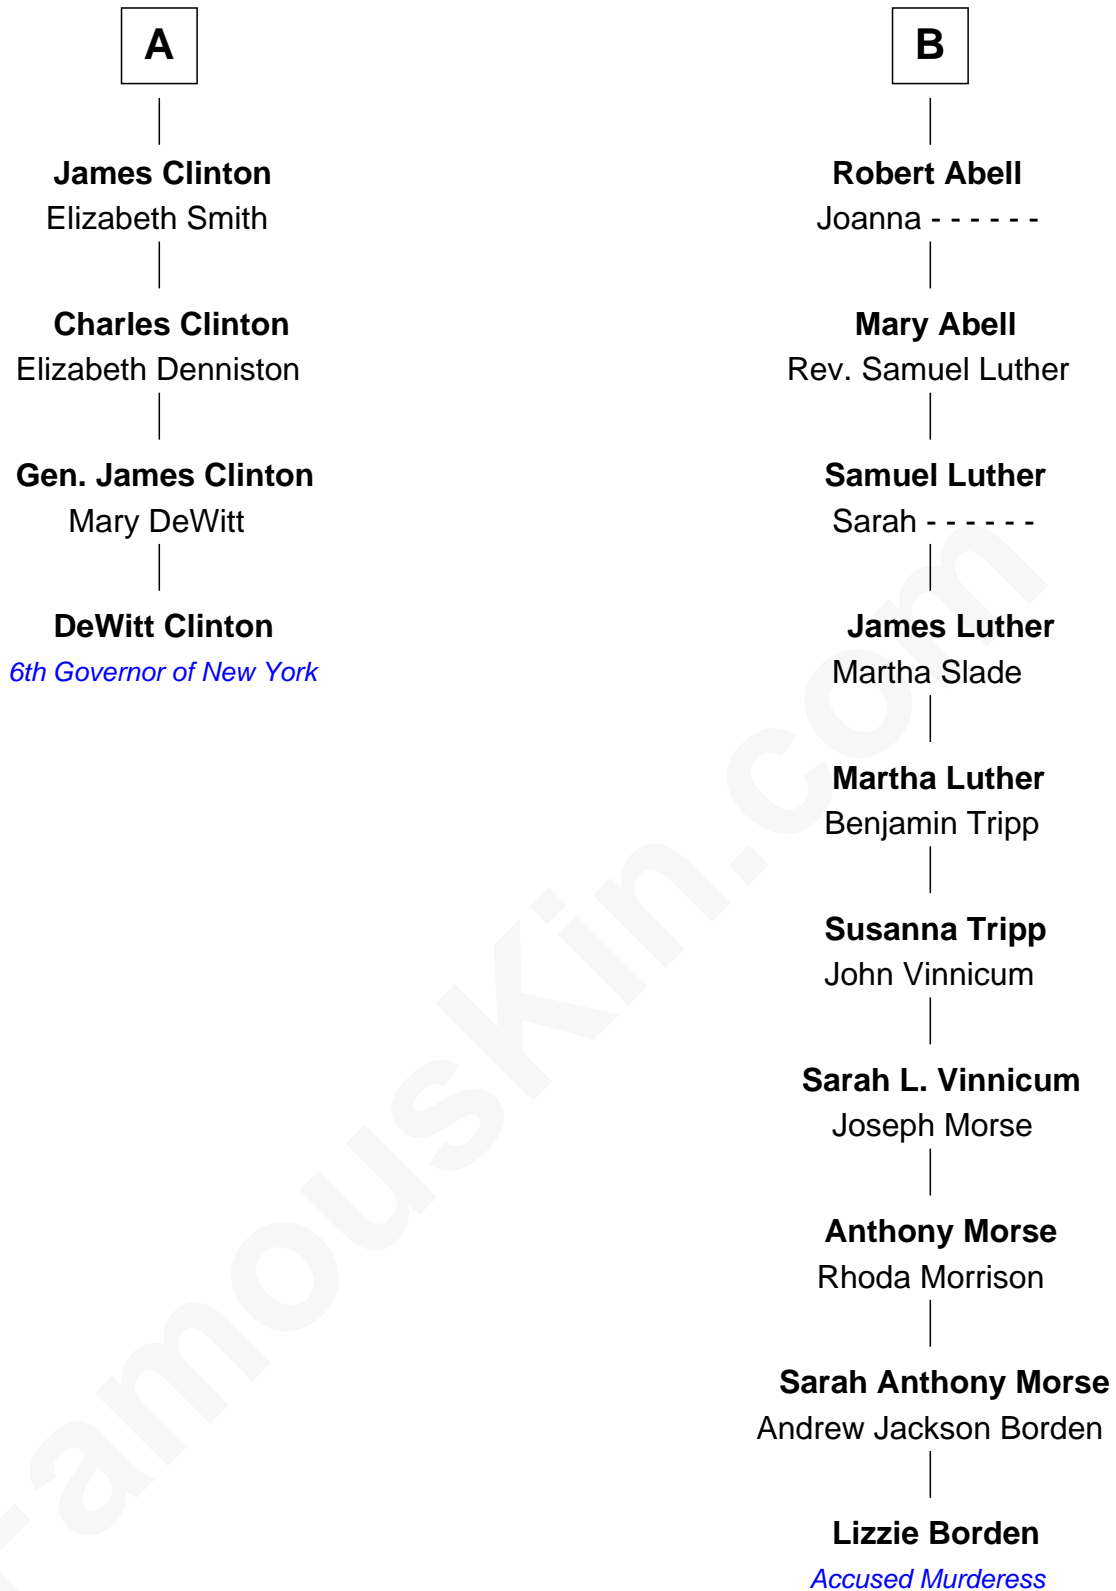 A
James Clinton
Elizabeth Smith
Charles Clinton
Elizabeth Denniston
Gen. James Clinton
Mary DeWitt
DeWitt Clinton
6th Governor of New York
B
Robert Abell
Joanna - - - - - -
Mary Abell
Rev. Samuel Luther
Samuel Luther
Sarah - - - - - -
James Luther
Martha Slade
Martha Luther
Benjamin Tripp
Susanna Tripp
John Vinnicum
Sarah L. Vinnicum
Joseph Morse
Anthony Morse
Rhoda Morrison
Sarah Anthony Morse
Andrew Jackson Borden
Lizzie Borden
Accused Murderess
FamousKin.com